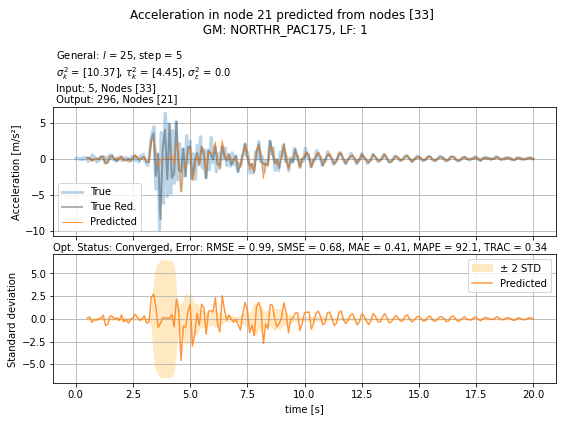 Acceleration in node 21 predicted from nodes [33]
GM: NORTHR_PAC175, LF: 1
General: l = 25, step = 5
σ²ₖ = [10.37], τ²ₖ = [4.45], σ²ε = 0.0
Input: 5, Nodes [33]
Output: 296, Nodes [21]
Acceleration [m/s²]
5
0
−5
−10
True
True Red.
Predicted
Opt. Status: Converged, Error: RMSE = 0.99, SMSE = 0.68, MAE = 0.41, MAPE = 92.1, TRAC = 0.34
Standard deviation
5.0
2.5
0.0
−2.5
−5.0
± 2 STD
Predicted
0.0 2.5 5.0 7.5 10.0 12.5 15.0 17.5 20.0
time [s]